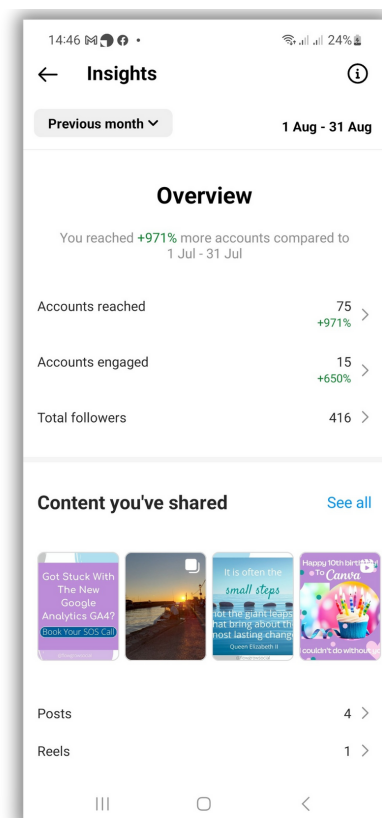 14:46
24%
Insights
Previous month
1 Aug - 31 Aug
Overview
You reached +971% more accounts compared to
1 Jul - 31 Jul
Accounts reached
75
+971%
Accounts engaged
15
+650%
Total followers
416
Content you've shared
See all
Got Stuck With
The New
Google
Analytics GA4?
Book Your SOS Call
It is often the
small steps
not the giant leaps
that bring about the
most lasting change
Queen Elizabeth II
Happy 10th birthday
To Canva
couldn't do without
Posts
4
Reels
1